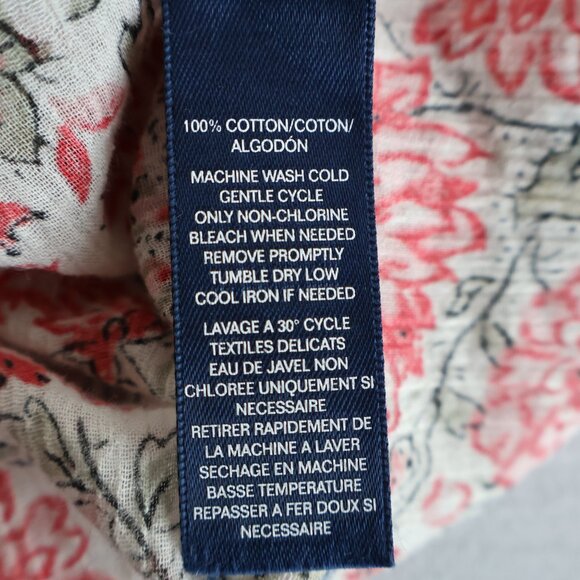 100% COTTON/COTON/
ALGODÓN
MACHINE WASH COLD
GENTLE CYCLE
ONLY NON-CHLORINE
BLEACH WHEN NEEDED
REMOVE PROMPTLY
TUMBLE DRY LOW
COOL IRON IF NEEDED
LAVAGE A 30° CYCLE
TEXTILES DELICATS
EAU DE JAVEL NON
CHLOREE UNIQUEMENT SI
NECESSAIRE
RETIRER RAPIDEMENT DE
LA MACHINE A LAVER
SECHAGE EN MACHINE
BASSE TEMPERATURE
REPASSER A FER DOUX SI
NECESSAIRE